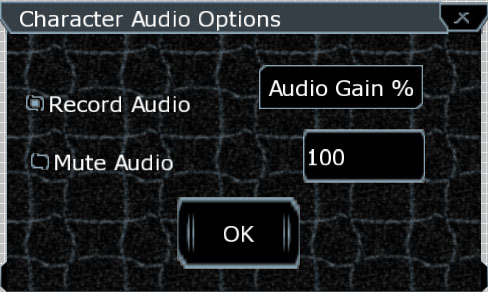 Character Audio Options
Record Audio
Audio Gain %
Mute Audio
100
OK